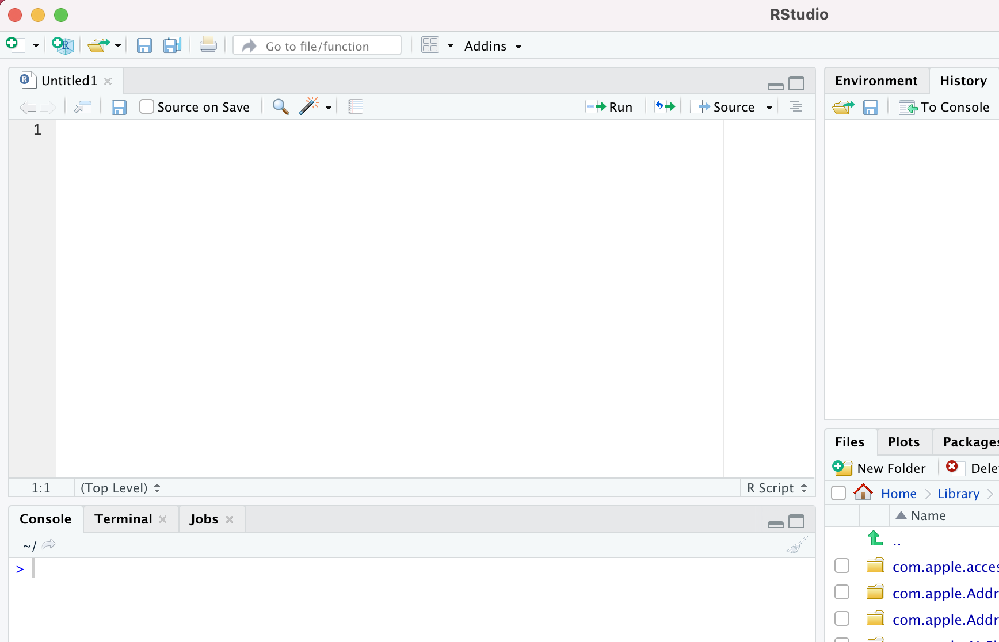 RStudio
Go to file/function
Addins
Untitled1
Source on Save
Run
Source
1
1:1
(Top Level)
R Script
Console
Terminal
Jobs
~/
>
Environment
History
To Console
Files
Plots
Packages
New Folder
Dele
Home
Library
Name
..
com.apple.acces
com.apple.Addr
com.apple.Addr